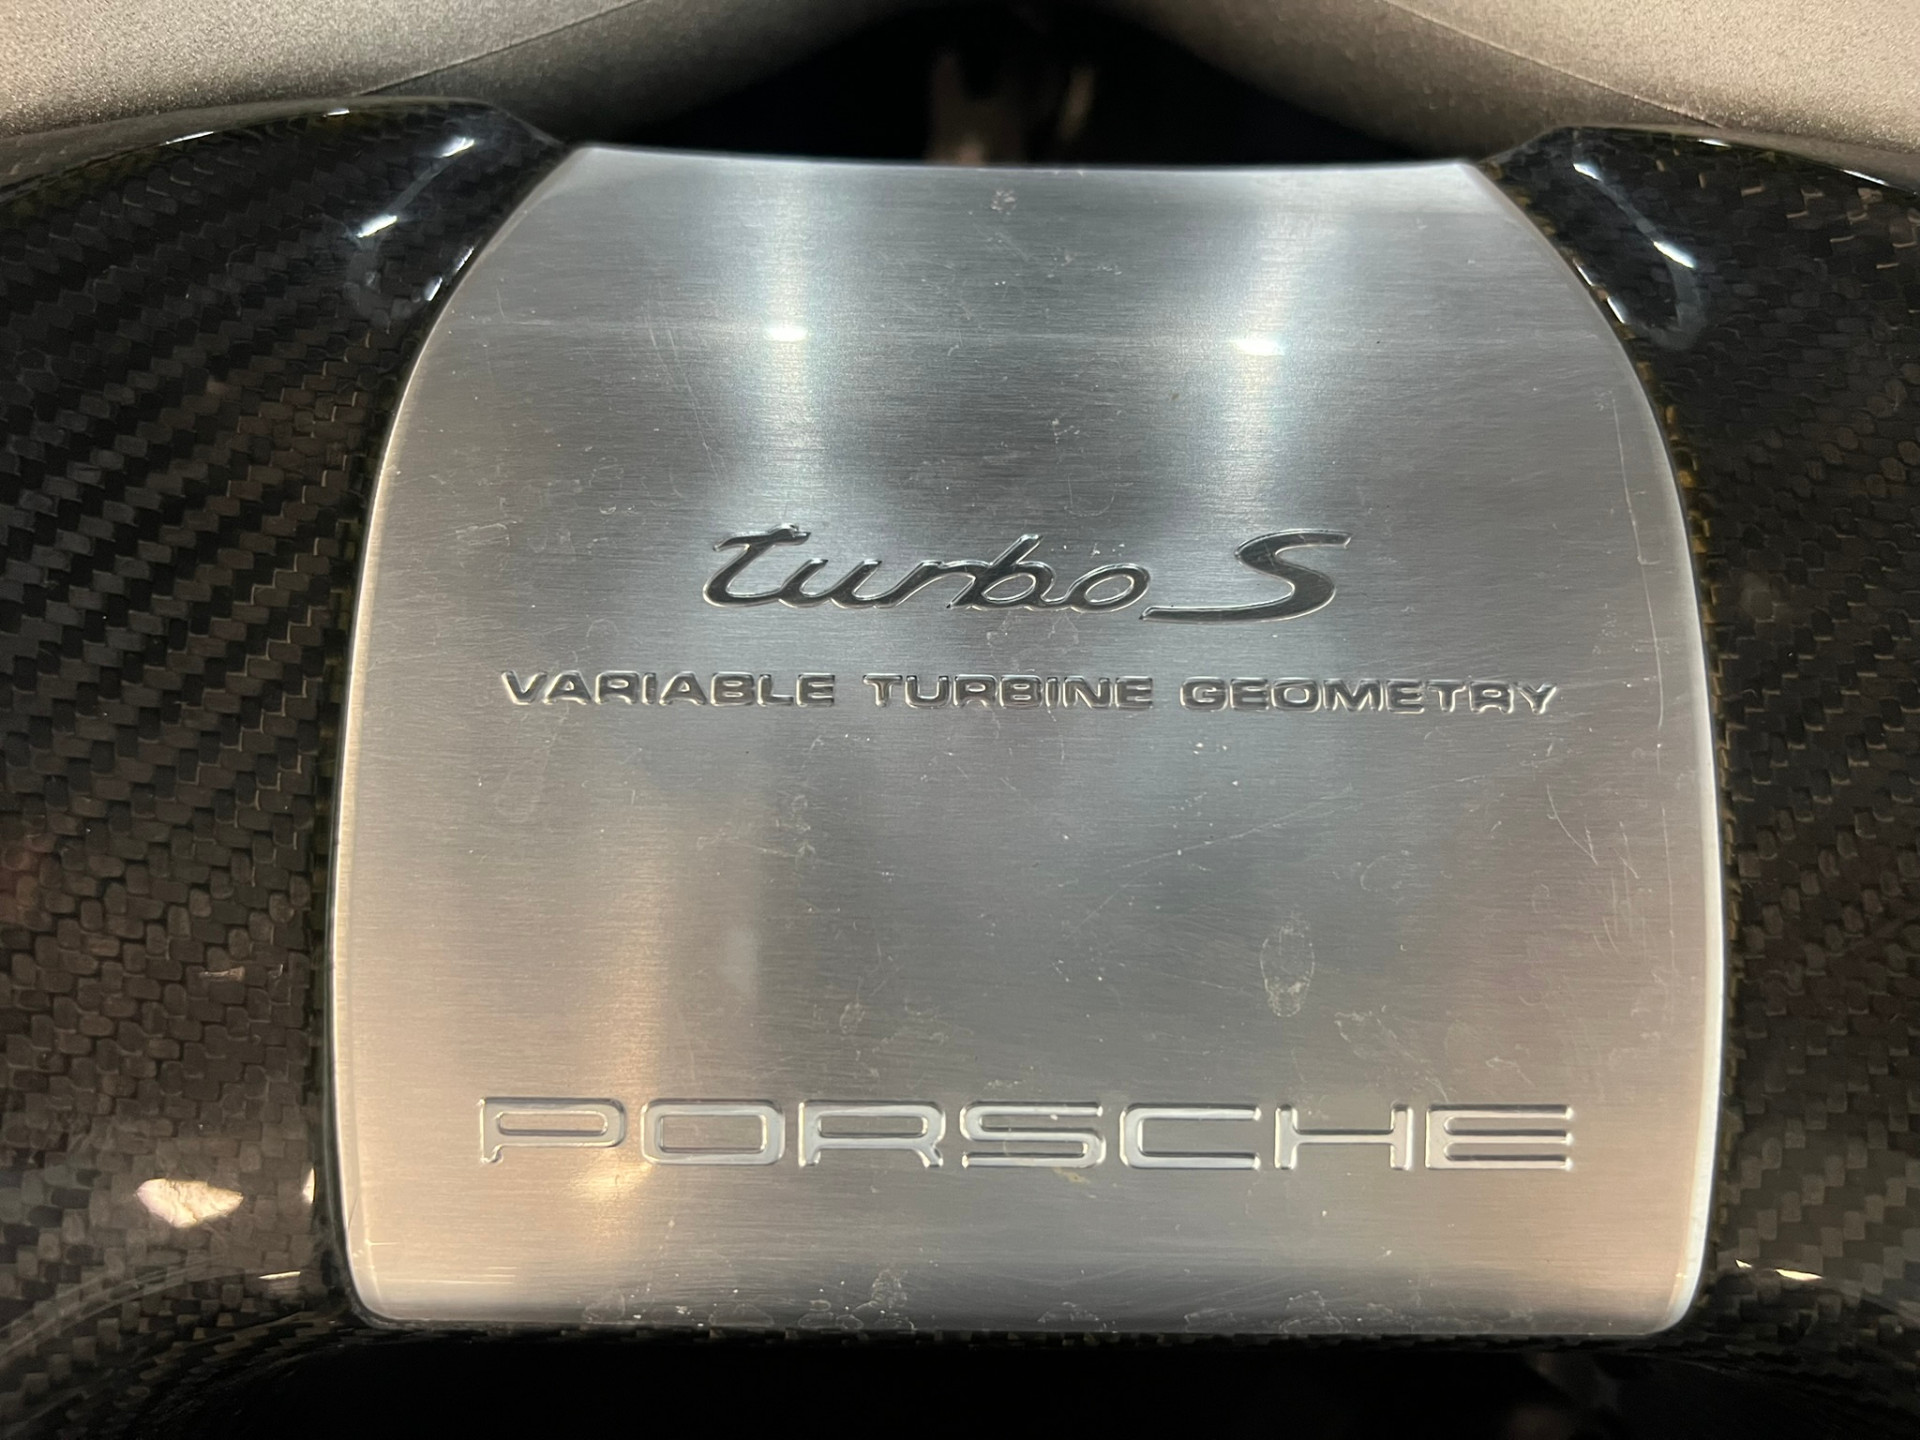 turbo S
VARIABLE TURBINE GEOMETRY
PORSCHE